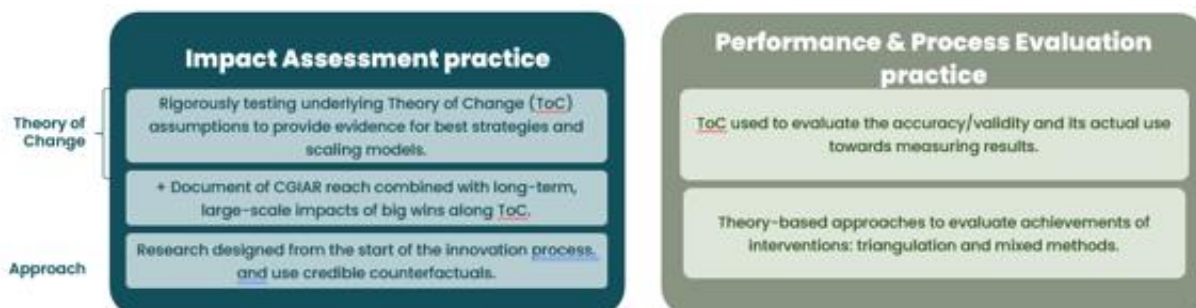 Impact Assessment practice
Performance & Process Evaluation
practice
Theory of
Change
Rigorously testing underlying Theory of Change (ToC)
assumptions to provide evidence for best strategies and
scaling models.
+ Document of CGIAR reach combined with long-term,
large-scale impacts of big wins along ToC.
ToC used to evaluate the accuracy/validity and its actual use
towards measuring results.
Approach
Research designed from the start of the innovation process,
and use credible counterfactuals.
Theory-based approaches to evaluate achievements of
interventions: triangulation and mixed methods.